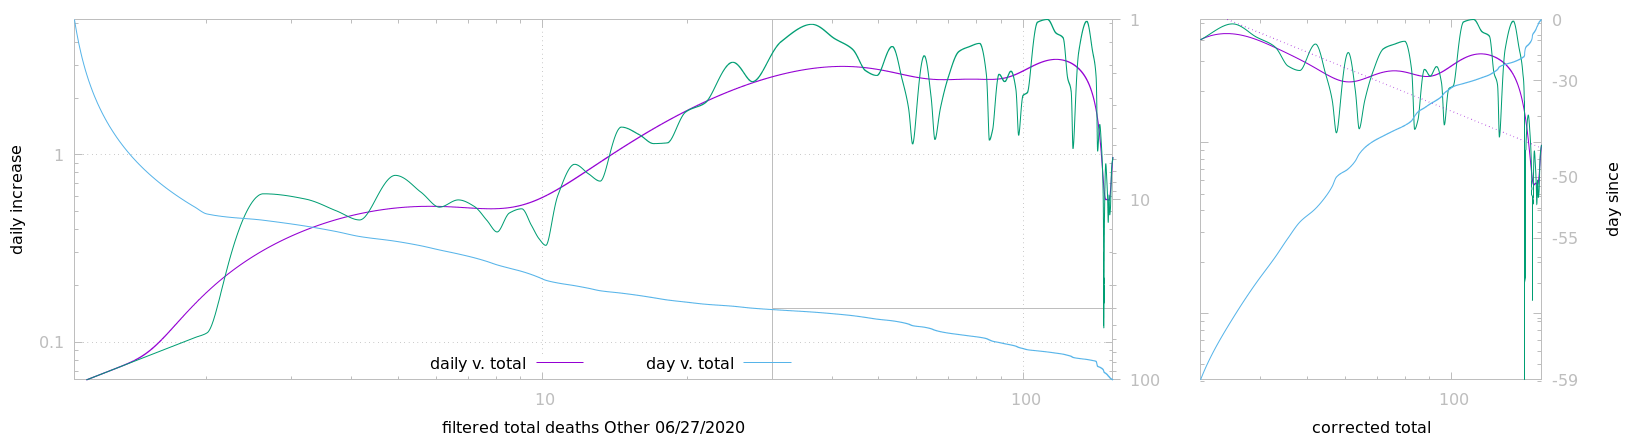 daily increase
1
0.1
daily v. total
day v. total
10
100
filtered total deaths Other 06/27/2020
1
10
100
100
corrected total
0
-30
-50
-55
-59
day since